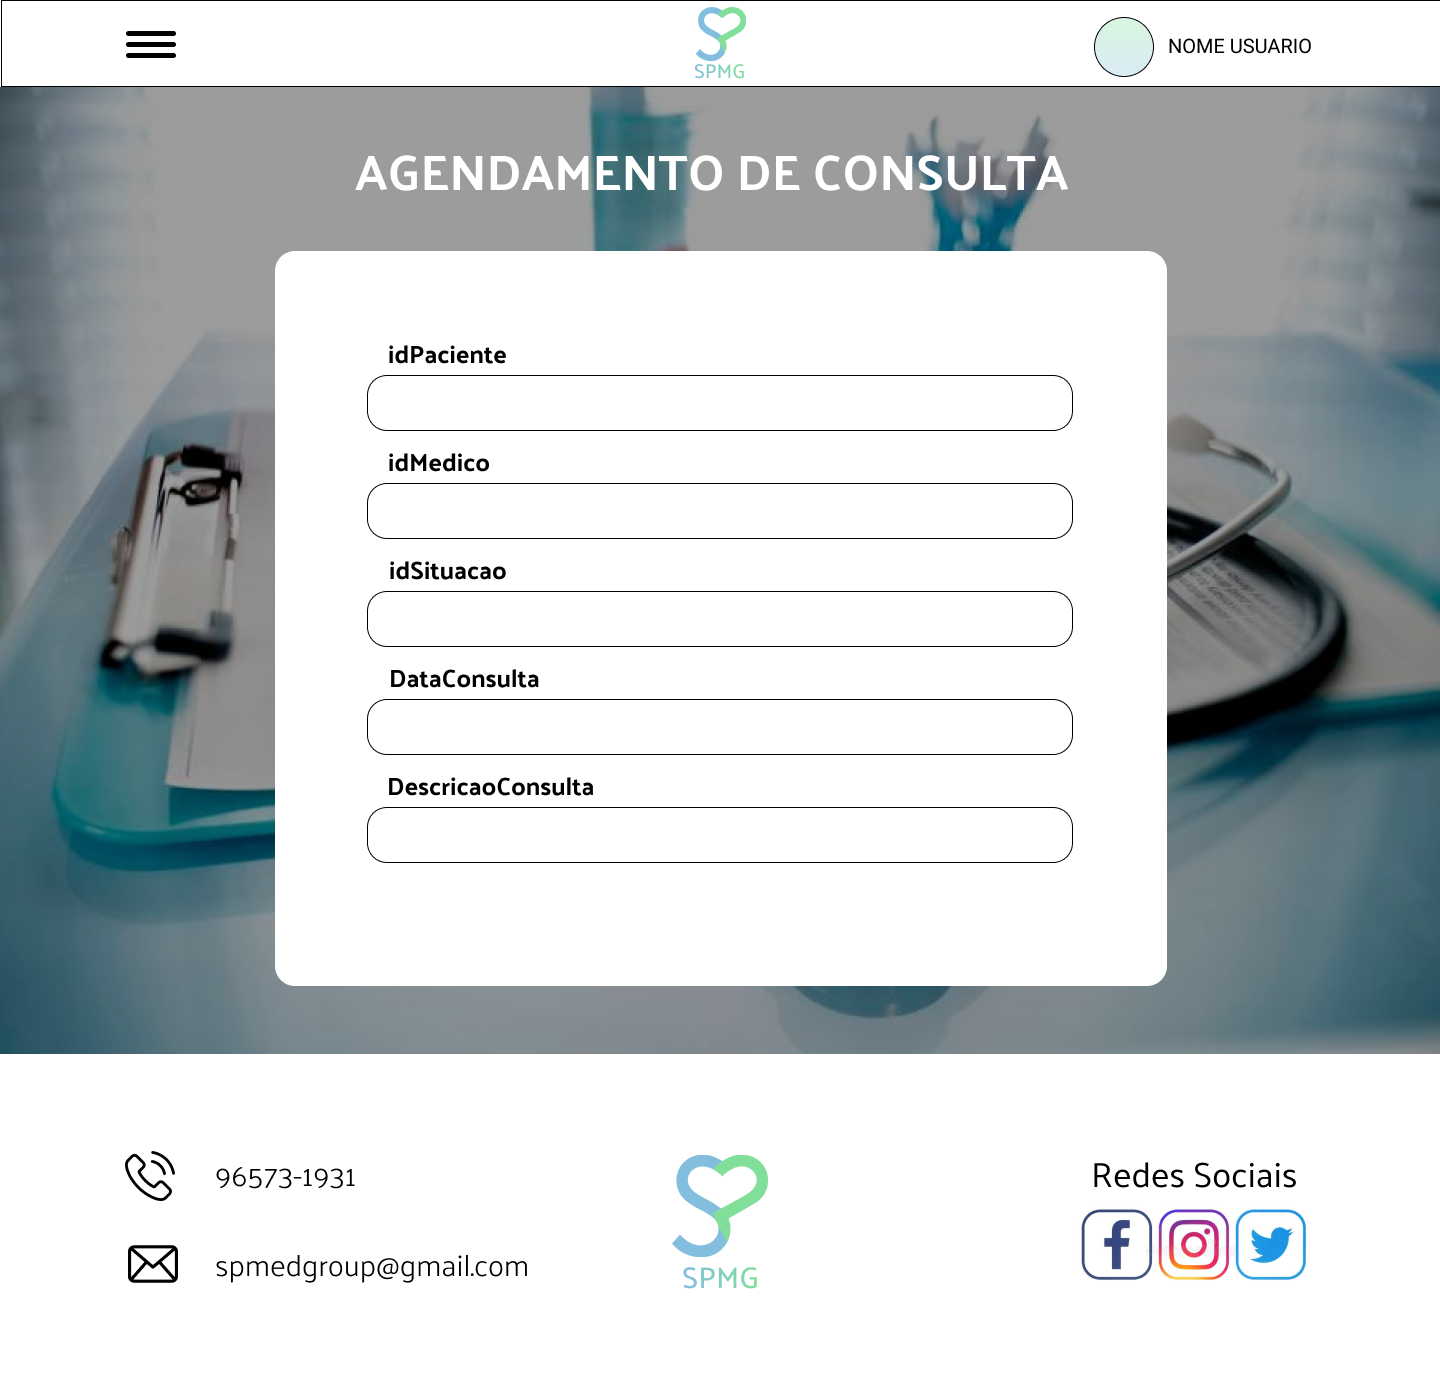 SPMG
NOME USUARIO
AGENDAMENTO DE CONSULTA
idPaciente
idMedico
idSituacao
DataConsulta
DescricaoConsulta
96573-1931
spmedgroup@gmail.com
SPMG
Redes Sociais